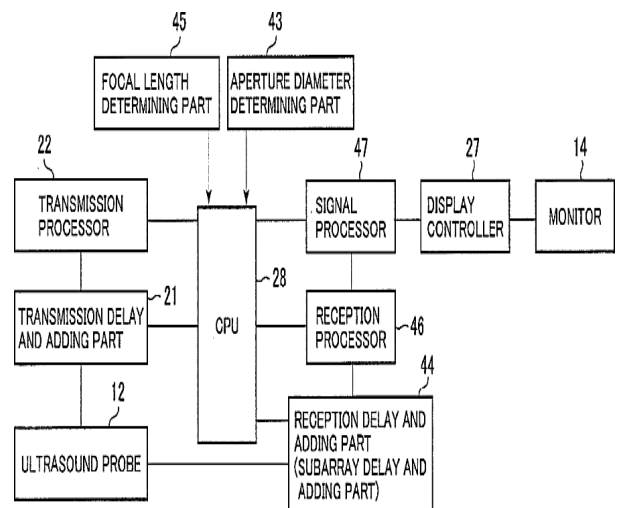 45
43
FOCAL LENGTH
DETERMINING PART
APERTURE DIAMETER
DETERMINING PART
22
47
27
14
TRANSMISSION
PROCESSOR
SIGNAL
PROCESSOR
DISPLAY
CONTROLLER
MONITOR
21
28
TRANSMISSION DELAY
AND ADDING PART
CPU
RECEPTION
PROCESSOR
46
12
44
ULTRASOUND PROBE
RECEPTION DELAY AND
ADDING PART
(SUBARRAY DELAY AND
ADDING PART)